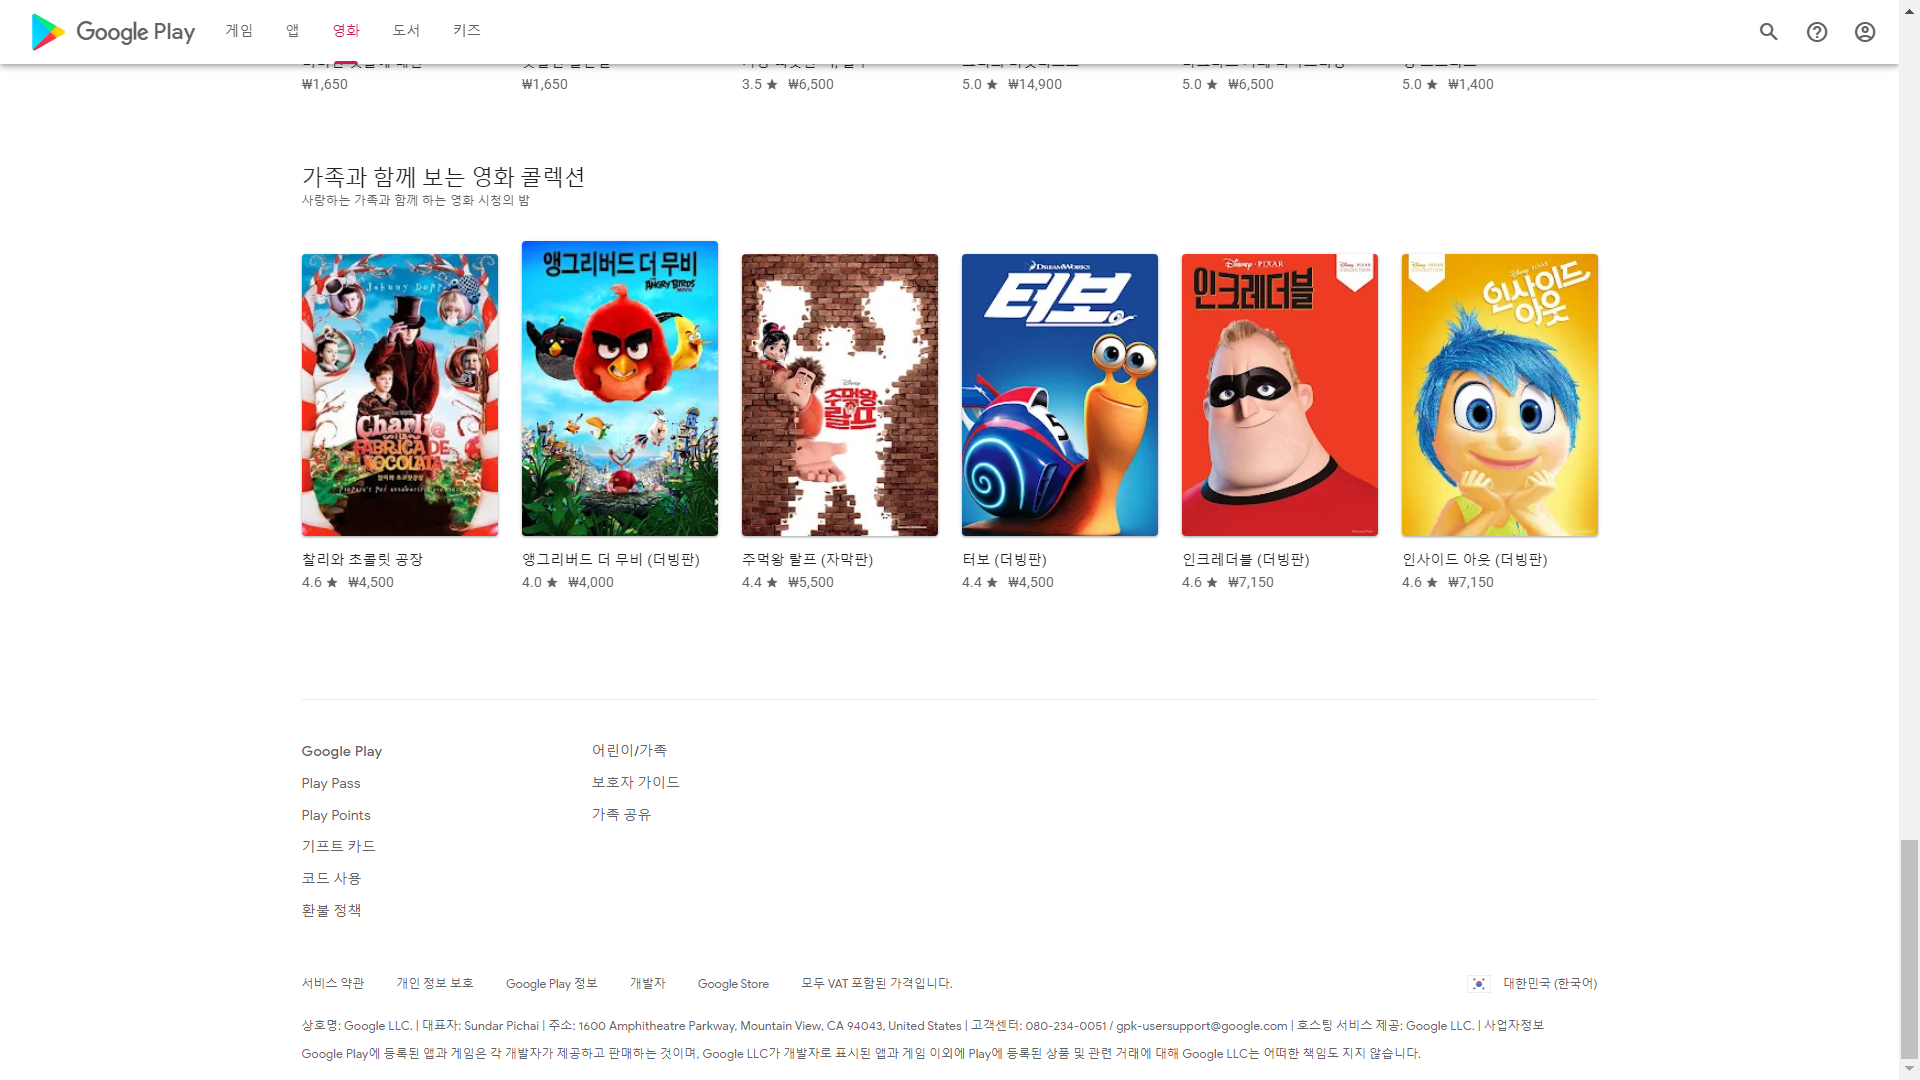 Google Play 게임 앱 영화 도서 키즈
₩1,650 ₩1,650 3.5 ★ ₩6,500 5.0 ★ ₩14,900 5.0 ★ ₩6,500 5.0 ★ ₩1,400
가족과 함께 보는 영화 콜렉션
사랑하는 가족과 함께 하는 영화 시청의 밤
Johnny Depp
Charlie
FABRICA DE
찰리와 초콜릿 공장
앵그리버드 더 무비
ANGRY BIRDS
MOVIE
Disney
주먹왕
랄프
DREAMWORKS
터보
Disney · PIXAR
인크레더블
Disney · PIXAR
COLLECTION
Disney · PIXAR
COLLECTION
Disney · PIXAR
인사이드
아웃
찰리와 초콜릿 공장
4.6 ★ ₩4,500
앵그리버드 더 무비 (더빙판)
4.0 ★ ₩4,000
주먹왕 랄프 (자막판)
4.4 ★ ₩5,500
터보 (더빙판)
4.4 ★ ₩4,500
인크레더블 (더빙판)
4.6 ★ ₩7,150
인사이드 아웃 (더빙판)
4.6 ★ ₩7,150
Google Play
Play Pass
Play Points
기프트 카드
코드 사용
환불 정책
어린이/가족
보호자 가이드
가족 공유
서비스 약관 개인 정보 보호 Google Play 정보 개발자 Google Store 모두 VAT 포함된 가격입니다. 대한민국 (한국어)
상호명: Google LLC. | 대표자: Sundar Pichai | 주소: 1600 Amphitheatre Parkway, Mountain View, CA 94043, United States | 고객센터: 080-234-0051 / gpk-usersupport@google.com | 호스팅 서비스 제공: Google LLC. | 사업자정보
Google Play에 등록된 앱과 게임은 각 개발자가 제공하고 판매하는 것이며, Google LLC가 개발자로 표시된 앱과 게임 이외에 Play에 등록된 상품 및 관련 거래에 대해 Google LLC는 어떠한 책임도 지지 않습니다.